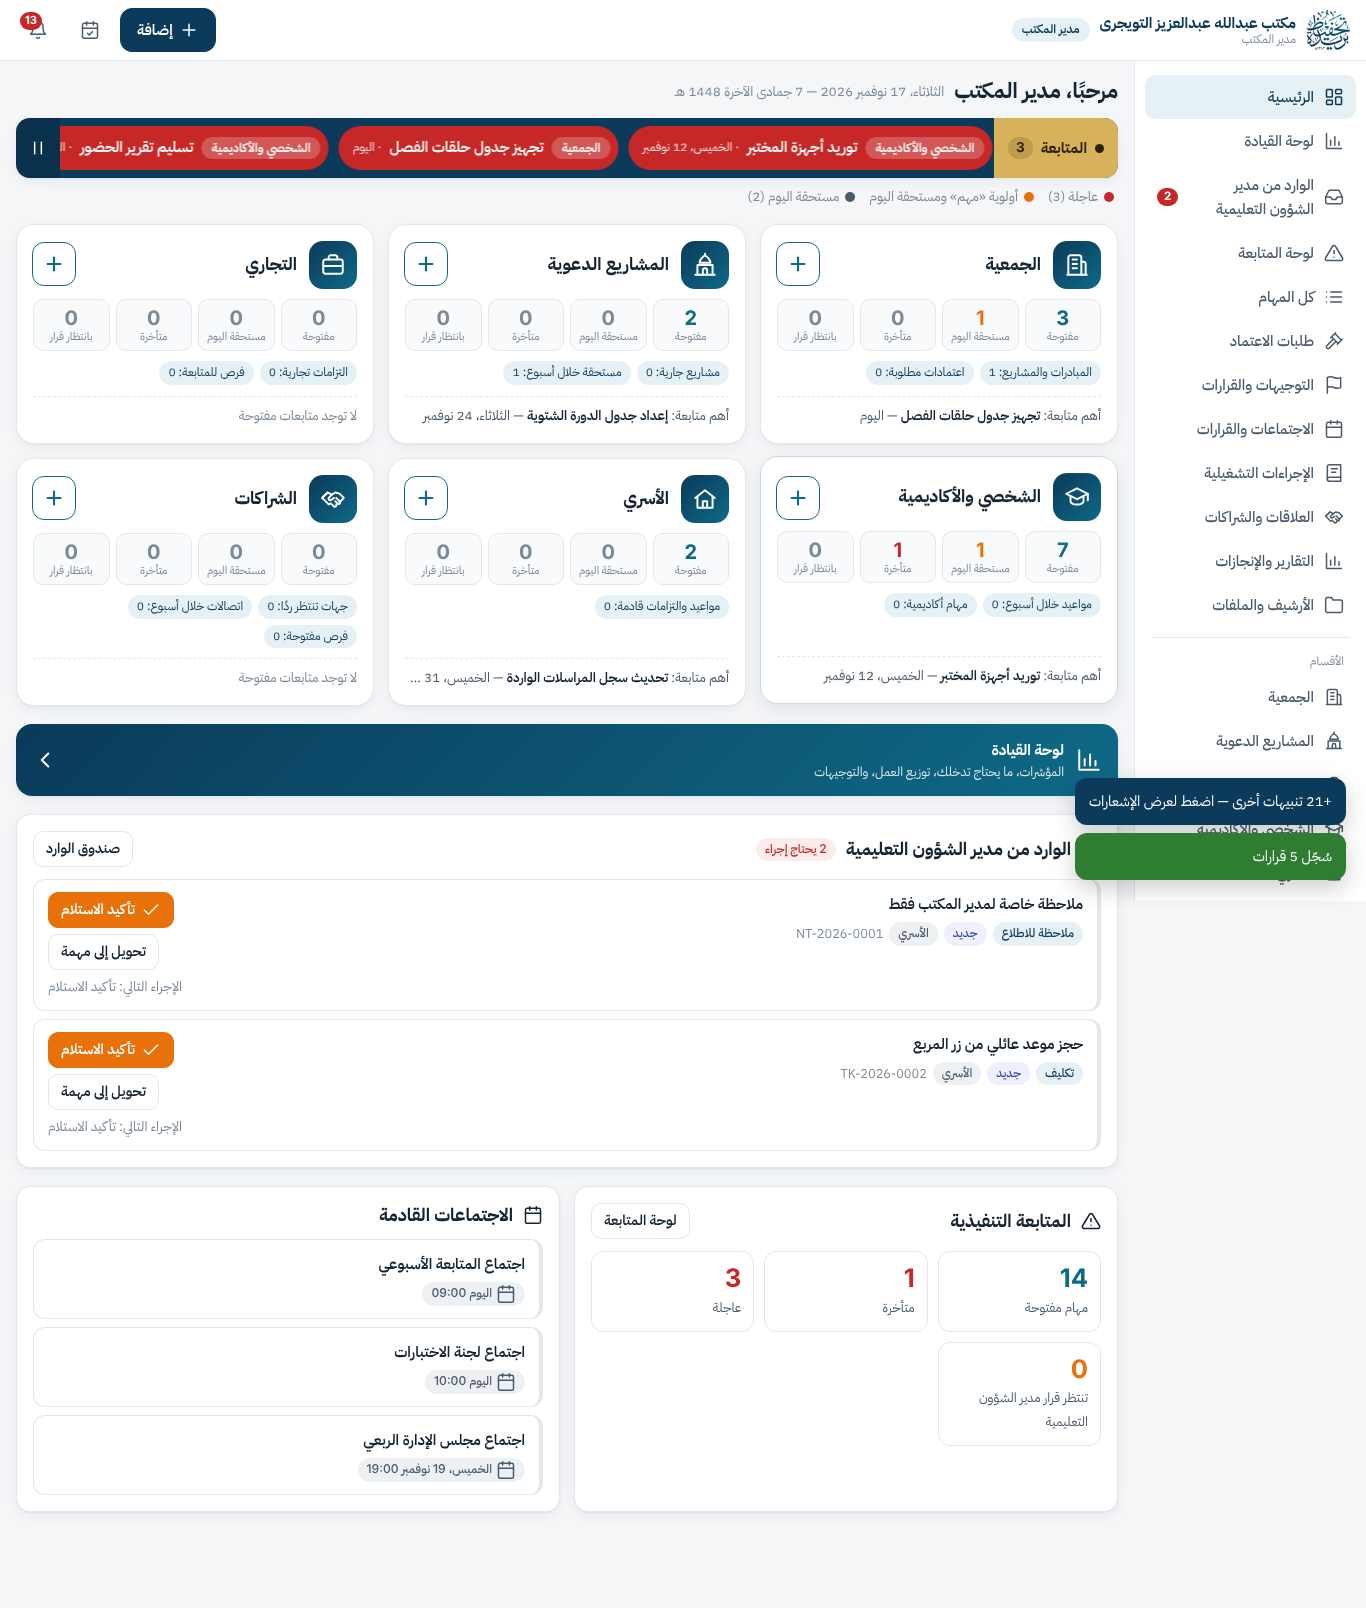 مكتب عبدالله عبدالعزيز التويجري
مدير المكتب
مدير المكتب
إضافة
13
الرئيسية
لوحة القيادة
الوارد من مدير الشؤون التعليمية
2
لوحة المتابعة
كل المهام
طلبات الاعتماد
التوجيهات والقرارات
الاجتماعات والقرارات
الإجراءات التشغيلية
العلاقات والشراكات
التقارير والإنجازات
الأرشيف والملفات
الأقسام
الجمعية
المشاريع الدعوية
الشخصي والأكاديمية
مرحبًا، مدير المكتب
الثلاثاء، 17 نوفمبر 2026 — 7 جمادى الآخرة 1448 هـ
المتابعة 3
الشخصي والأكاديمية توريد أجهزة المختبر · الخميس، 12 نوفمبر
الجمعية تجهيز جدول حلقات الفصل · اليوم
الشخصي والأكاديمية تسليم تقرير الحضور ·
عاجلة (3)
أولوية «مهم» ومستحقة اليوم
مستحقة اليوم (2)
الجمعية
3 مفتوحة
1 مستحقة اليوم
0 متأخرة
0 بانتظار قرار
المبادرات والمشاريع: 1
اعتمادات مطلوبة: 0
أهم متابعة: تجهيز جدول حلقات الفصل — اليوم
المشاريع الدعوية
2 مفتوحة
0 مستحقة اليوم
0 متأخرة
0 بانتظار قرار
مشاريع جارية: 0
مستحقة خلال أسبوع: 1
أهم متابعة: إعداد جدول الدورة الشتوية — الثلاثاء، 24 نوفمبر
التجاري
0 مفتوحة
0 مستحقة اليوم
0 متأخرة
0 بانتظار قرار
التزامات تجارية: 0
فرص للمتابعة: 0
لا توجد متابعات مفتوحة
الشخصي والأكاديمية
7 مفتوحة
1 مستحقة اليوم
1 متأخرة
0 بانتظار قرار
مواعيد خلال أسبوع: 0
مهام أكاديمية: 0
أهم متابعة: توريد أجهزة المختبر — الخميس، 12 نوفمبر
الأسري
2 مفتوحة
0 مستحقة اليوم
0 متأخرة
0 بانتظار قرار
مواعيد والتزامات قادمة: 0
أهم متابعة: تحديث سجل المراسلات الواردة — الخميس، 31 ...
الشراكات
0 مفتوحة
0 مستحقة اليوم
0 متأخرة
0 بانتظار قرار
جهات تنتظر ردًا: 0
اتصالات خلال أسبوع: 0
فرص مفتوحة: 0
لا توجد متابعات مفتوحة
لوحة القيادة
المؤشرات، ما يحتاج تدخلك، توزيع العمل، والتوجيهات
+21 تنبيهات أخرى — اضغط لعرض الإشعارات
سُجّل 5 قرارات
الوارد من مدير الشؤون التعليمية
2 يحتاج إجراء
صندوق الوارد
ملاحظة خاصة لمدير المكتب فقط
ملاحظة للاطلاع
جديد
الأسري
NT-2026-0001
تأكيد الاستلام
تحويل إلى مهمة
الإجراء التالي: تأكيد الاستلام
حجز موعد عائلي من زر المربع
تكليف
جديد
الأسري
TK-2026-0002
تأكيد الاستلام
تحويل إلى مهمة
الإجراء التالي: تأكيد الاستلام
المتابعة التنفيذية
لوحة المتابعة
14
مهام مفتوحة
1
متأخرة
3
عاجلة
0
تنتظر قرار مدير الشؤون التعليمية
الاجتماعات القادمة
اجتماع المتابعة الأسبوعي
اليوم 09:00
اجتماع لجنة الاختبارات
اليوم 10:00
اجتماع مجلس الإدارة الربعي
الخميس، 19 نوفمبر 19:00